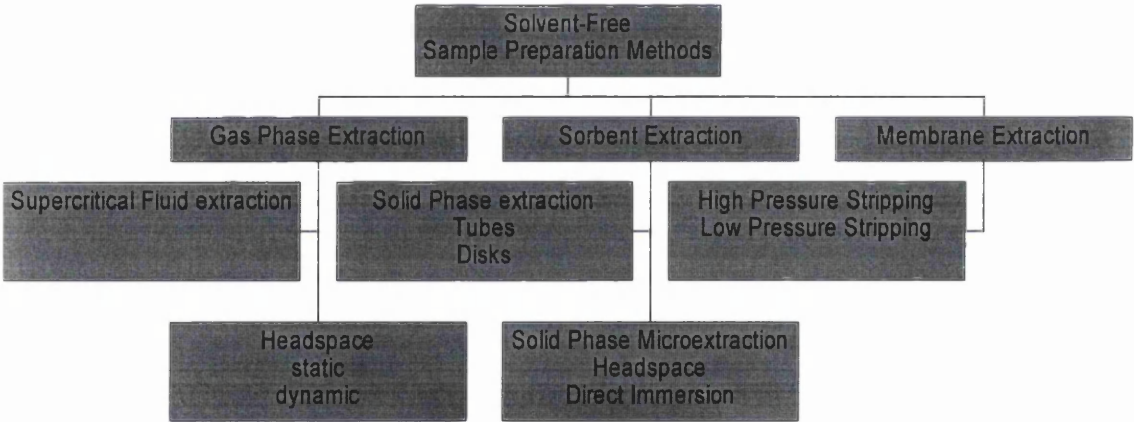 Solvent-Free
Sample Preparation Methods
Gas Phase Extraction
Sorbent Extraction
Membrane Extraction
Supercritical Fluid extraction
Solid Phase extraction
Tubes
Disks
High Pressure Stripping
Low Pressure Stripping
Headspace
static
dynamic
Solid Phase Microextraction
Headspace
Direct Immersion